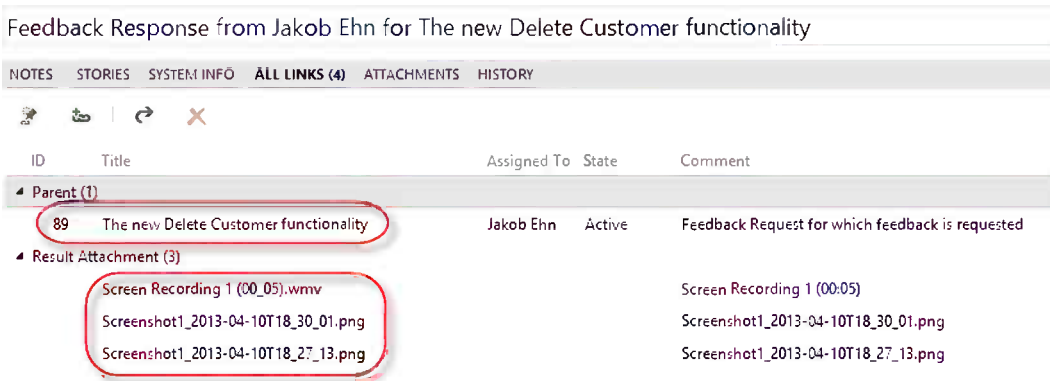 Feedback Response from Jakob Ehn for The new Delete Customer functionality
NOTES STORIES SYSTEM INFO ALL LINKS (4) ATTACHMENTS HISTORY
ID Title Assigned To State Comment
Parent (1)
89 The new Delete Customer functionality Jakob Ehn Active Feedback Request for which feedback is requested
Result Attachment (3)
Screen Recording 1 (00_05).wmv Screen Recording 1 (00:05)
Screenshot1_2013-04-10T18_30_01.png Screenshot1_2013-04-10T18_30_01.png
Screenshot1_2013-04-10T18_27_13.png Screenshot1_2013-04-10T18_27_13.png